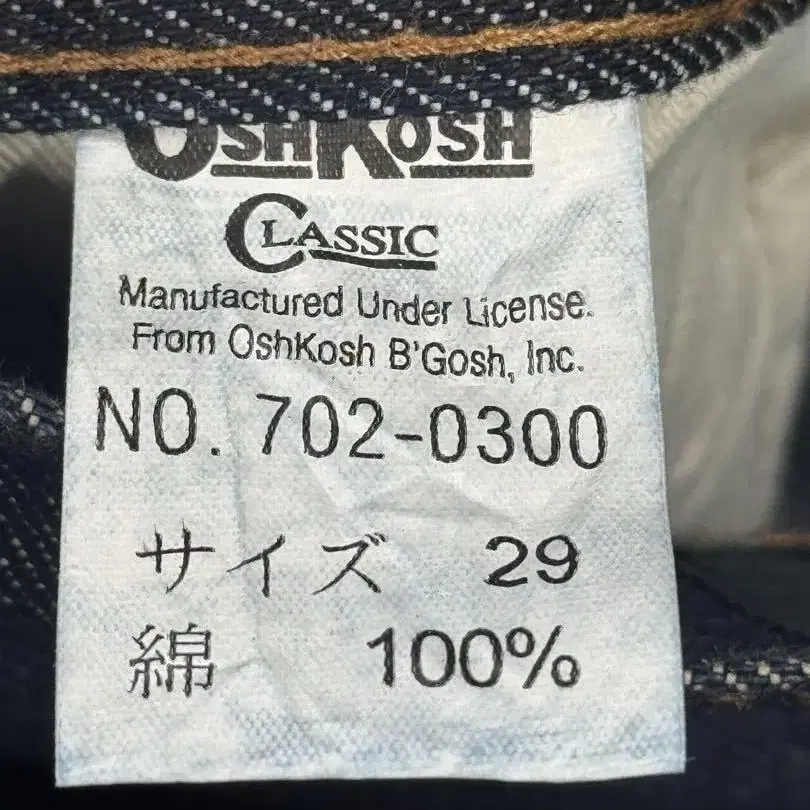 OSHKOSH
CLASSIC
Manufactured Under License.
From OshKosh B'Gosh, Inc.
NO. 702-0300
サイズ 29
綿 100%